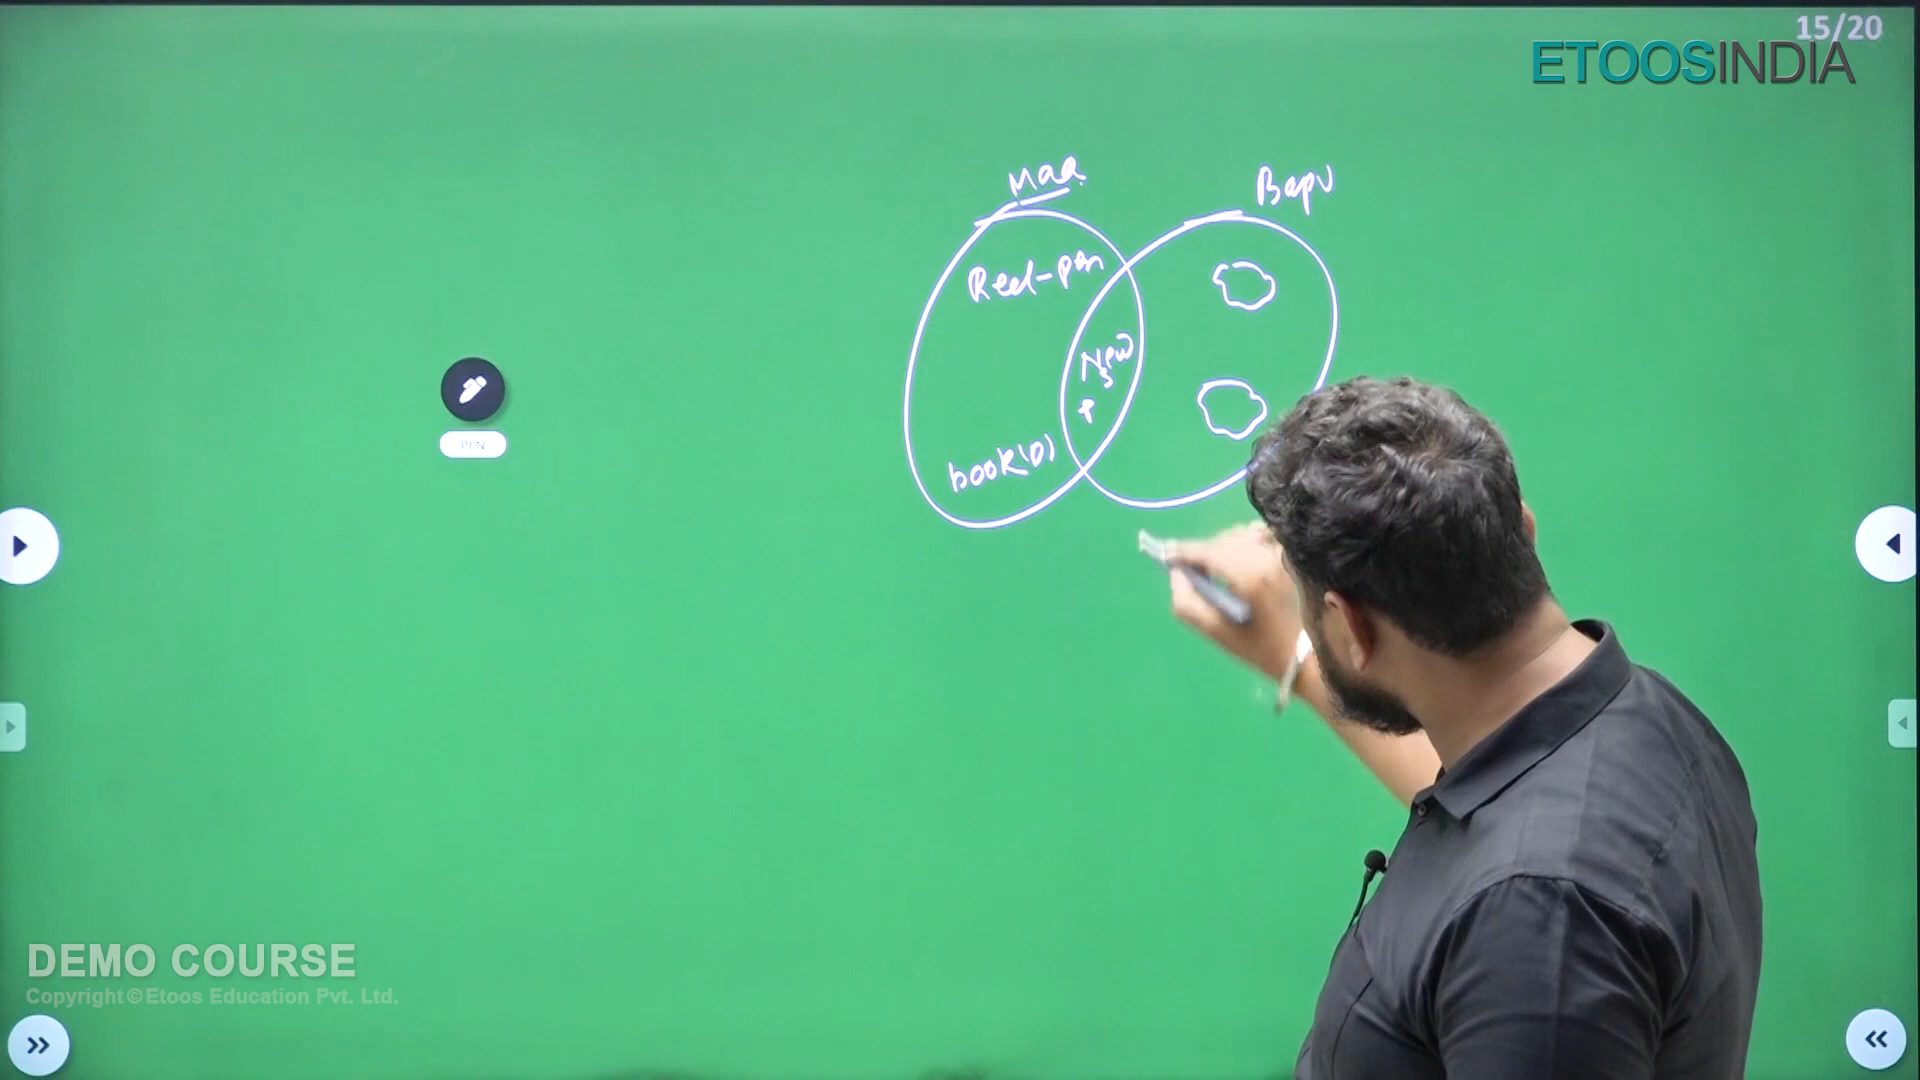 15/20
ETOOSINDIA
Maa
Bapu
Red-pen
New
book(D)
PEN
DEMO COURSE
Copyright©Etoos Education Pvt. Ltd.